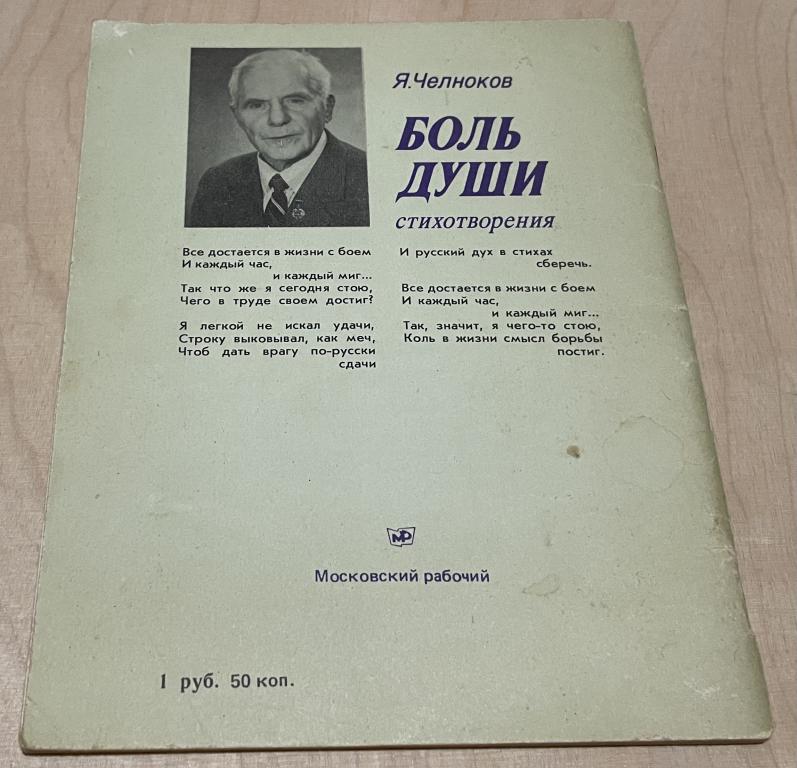 Я.Челноков
БОЛЬ
ДУШИ
стихотворения
Все достается в жизни с боем
И каждый час,
и каждый миг...
Так что же я сегодня стою,
Чего в труде своем достиг?
Я легкой не искал удачи,
Строку выковывал, как меч,
Чтоб дать врагу по-русски
сдачи
И русский дух в стихах
сберечь.
Все достается в жизни с боем
И каждый час,
и каждый миг...
Так, значит, я чего-то стою,
Коль в жизни смысл борьбы
постиг.
МР
Московский рабочий
1 руб. 50 коп.